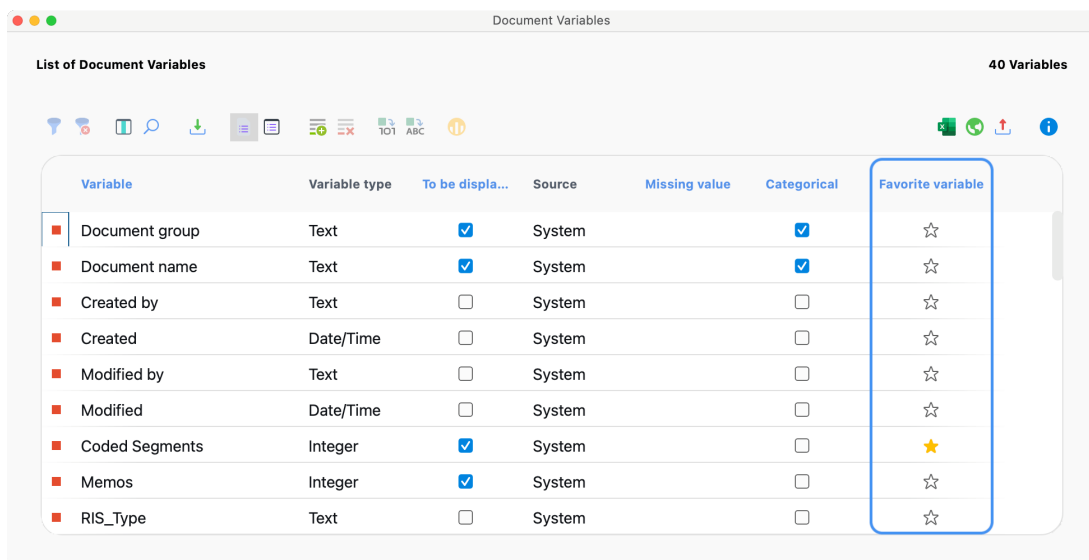 Document Variables
List of Document Variables 40 Variables
101 ABC
Variable Variable type To be displa... Source Missing value Categorical Favorite variable
Document group Text System
Document name Text System
Created by Text System
Created Date/Time System
Modified by Text System
Modified Date/Time System
Coded Segments Integer System
Memos Integer System
RIS_Type Text System